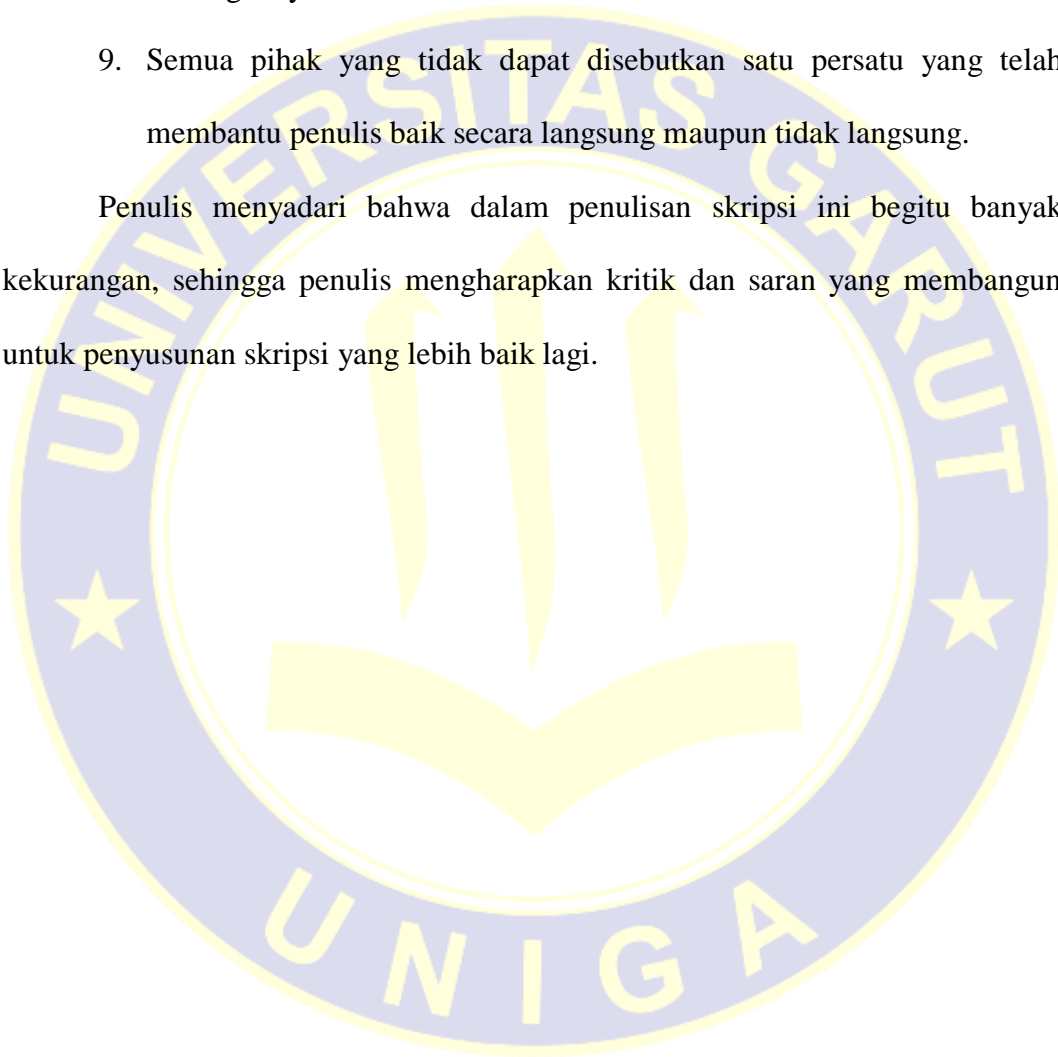 9. Semua pihak yang tidak dapat disebutkan satu persatu yang telah
membantu penulis baik secara langsung maupun tidak langsung.
Penulis menyadari bahwa dalam penulisan skripsi ini begitu banyak
kekurangan, sehingga penulis mengharapkan kritik dan saran yang membangun
untuk penyusunan skripsi yang lebih baik lagi.
UNIVERSITAS GARUT
UNIGA